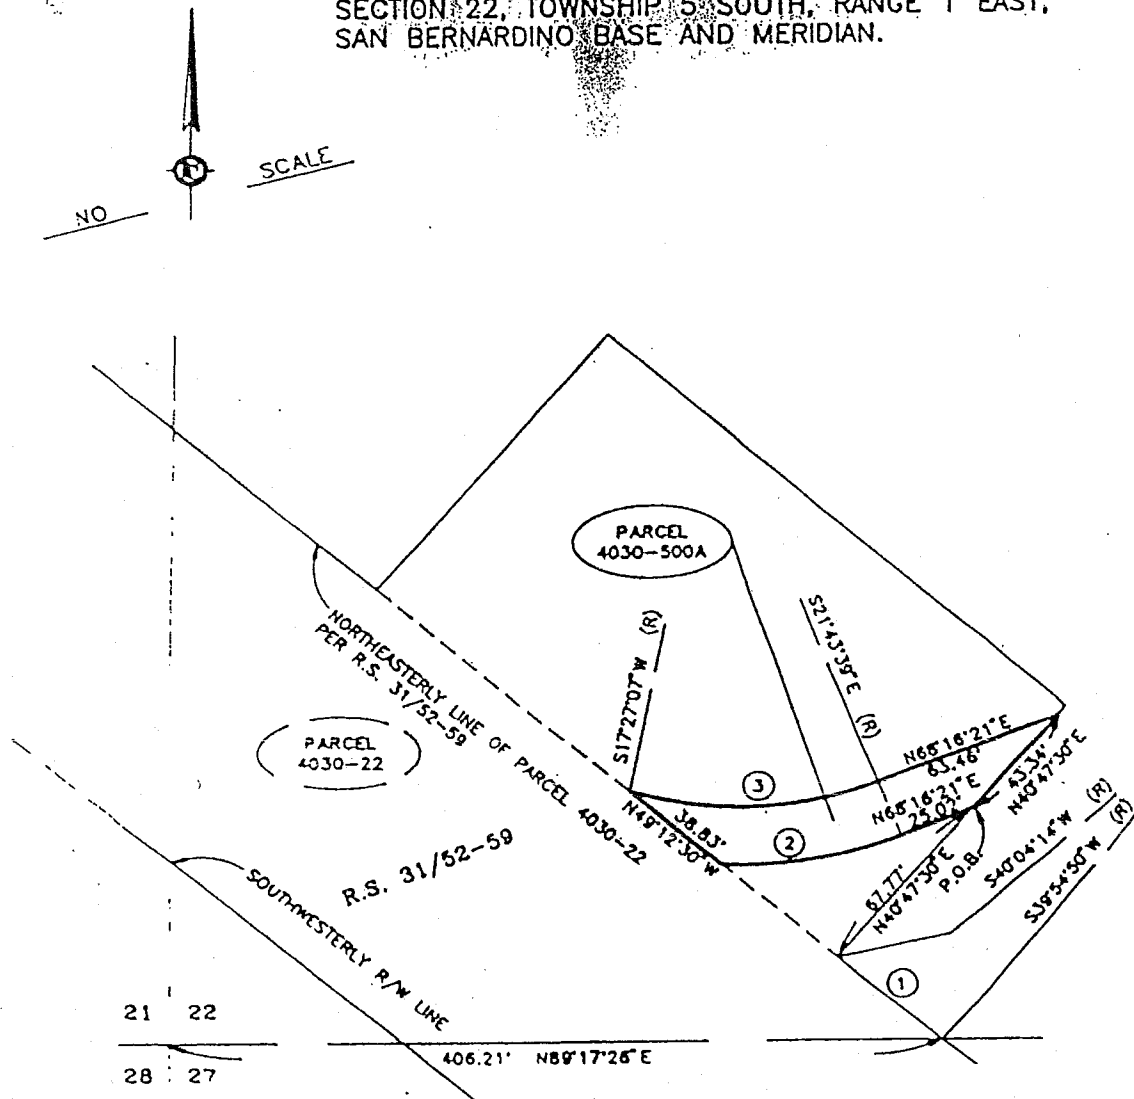 SECTION 22, TOWNSHIP 5 SOUTH, RANGE 1 EAST,
SAN BERNARDINO BASE AND MERIDIAN.
NO
SCALE
PARCEL
4030-500A
S21°43'39"E (R)
S17°27'07"W (R)
NORTHEASTERLY LINE OF PARCEL 4030-22
PER R.S. 31/52-59
PARCEL
4030-22
N68°16'21"E
63.46'
3
43.34'
N40°47'30"E
N68°16'21"E
25.03'
38.83'
N49°12'30"W
2
67.77'
N40°47'30"E
P.O.B.
S40°04'14"W (R)
S39°54'50"W (R)
R.S. 31/52-59
SOUTHWESTERLY R/W LINE
1
21 22
28 27
406.21' N89°17'26"E